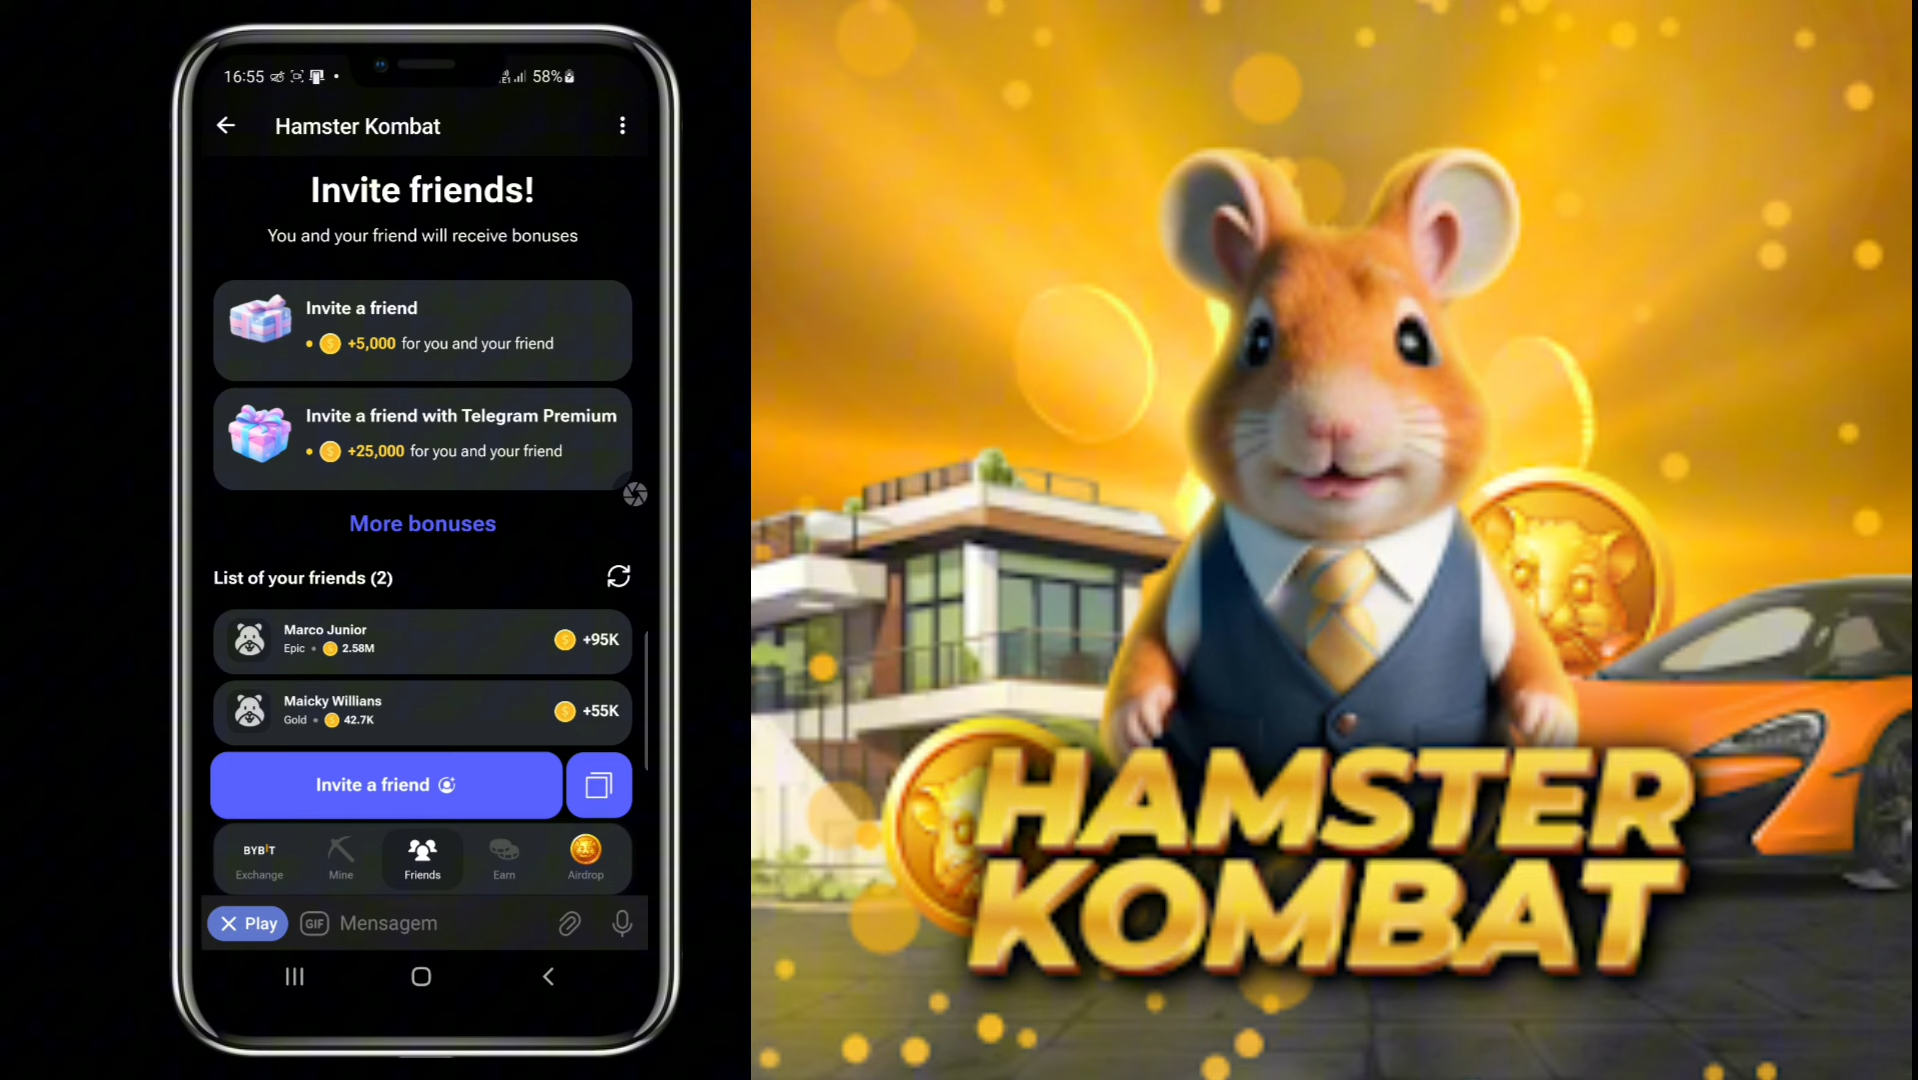 16:55
58%
Hamster Kombat
Invite friends!
You and your friend will receive bonuses
Invite a friend
+5,000 for you and your friend
Invite a friend with Telegram Premium
+25,000 for you and your friend
More bonuses
List of your friends (2)
Marco Junior
Epic • 2.58M
+95K
Maicky Willians
Gold • 42.7K
+55K
Invite a friend
BYBIT
Exchange
Mine
Friends
Earn
Airdrop
Play
GIF
Mensagem
HAMSTER
KOMBAT